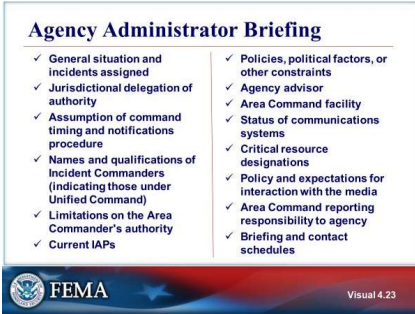 Agency Administrator Briefing
✓ General situation and
incidents assigned
✓ Jurisdictional delegation of
authority
✓ Assumption of command
timing and notifications
procedure
✓ Names and qualifications of
Incident Commanders
(indicating those under
Unified Command)
✓ Limitations on the Area
Commander's authority
✓ Current IAPs
✓ Policies, political factors, or
other constraints
✓ Agency advisor
✓ Area Command facility
✓ Status of communications
systems
✓ Critical resource
designations
✓ Policy and expectations for
interaction with the media
✓ Area Command reporting
responsibility to agency
✓ Briefing and contact
schedules
FEMA
Visual 4.23